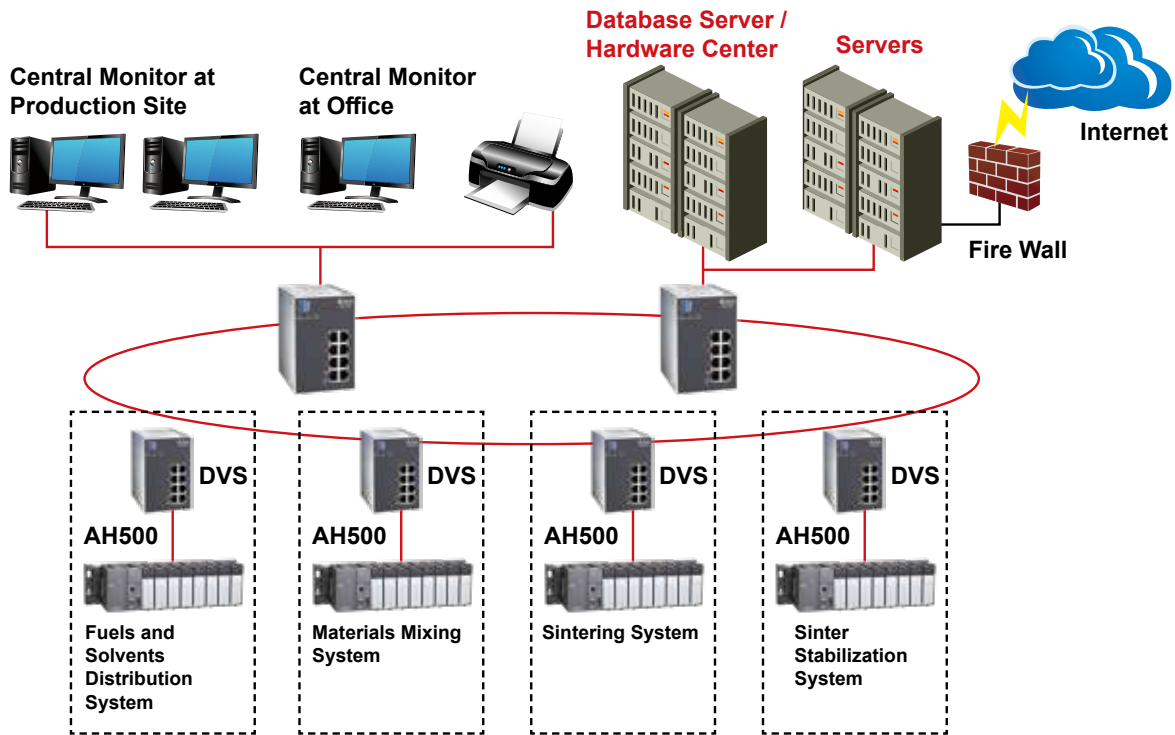 Database Server /
Hardware Center
Servers
Central Monitor at
Production Site
Central Monitor
at Office
Internet
Fire Wall
DVS
DVS
DVS
DVS
AH500
AH500
AH500
AH500
Fuels and
Solvents
Distribution
System
Materials Mixing
System
Sintering System
Sinter
Stabilization
System